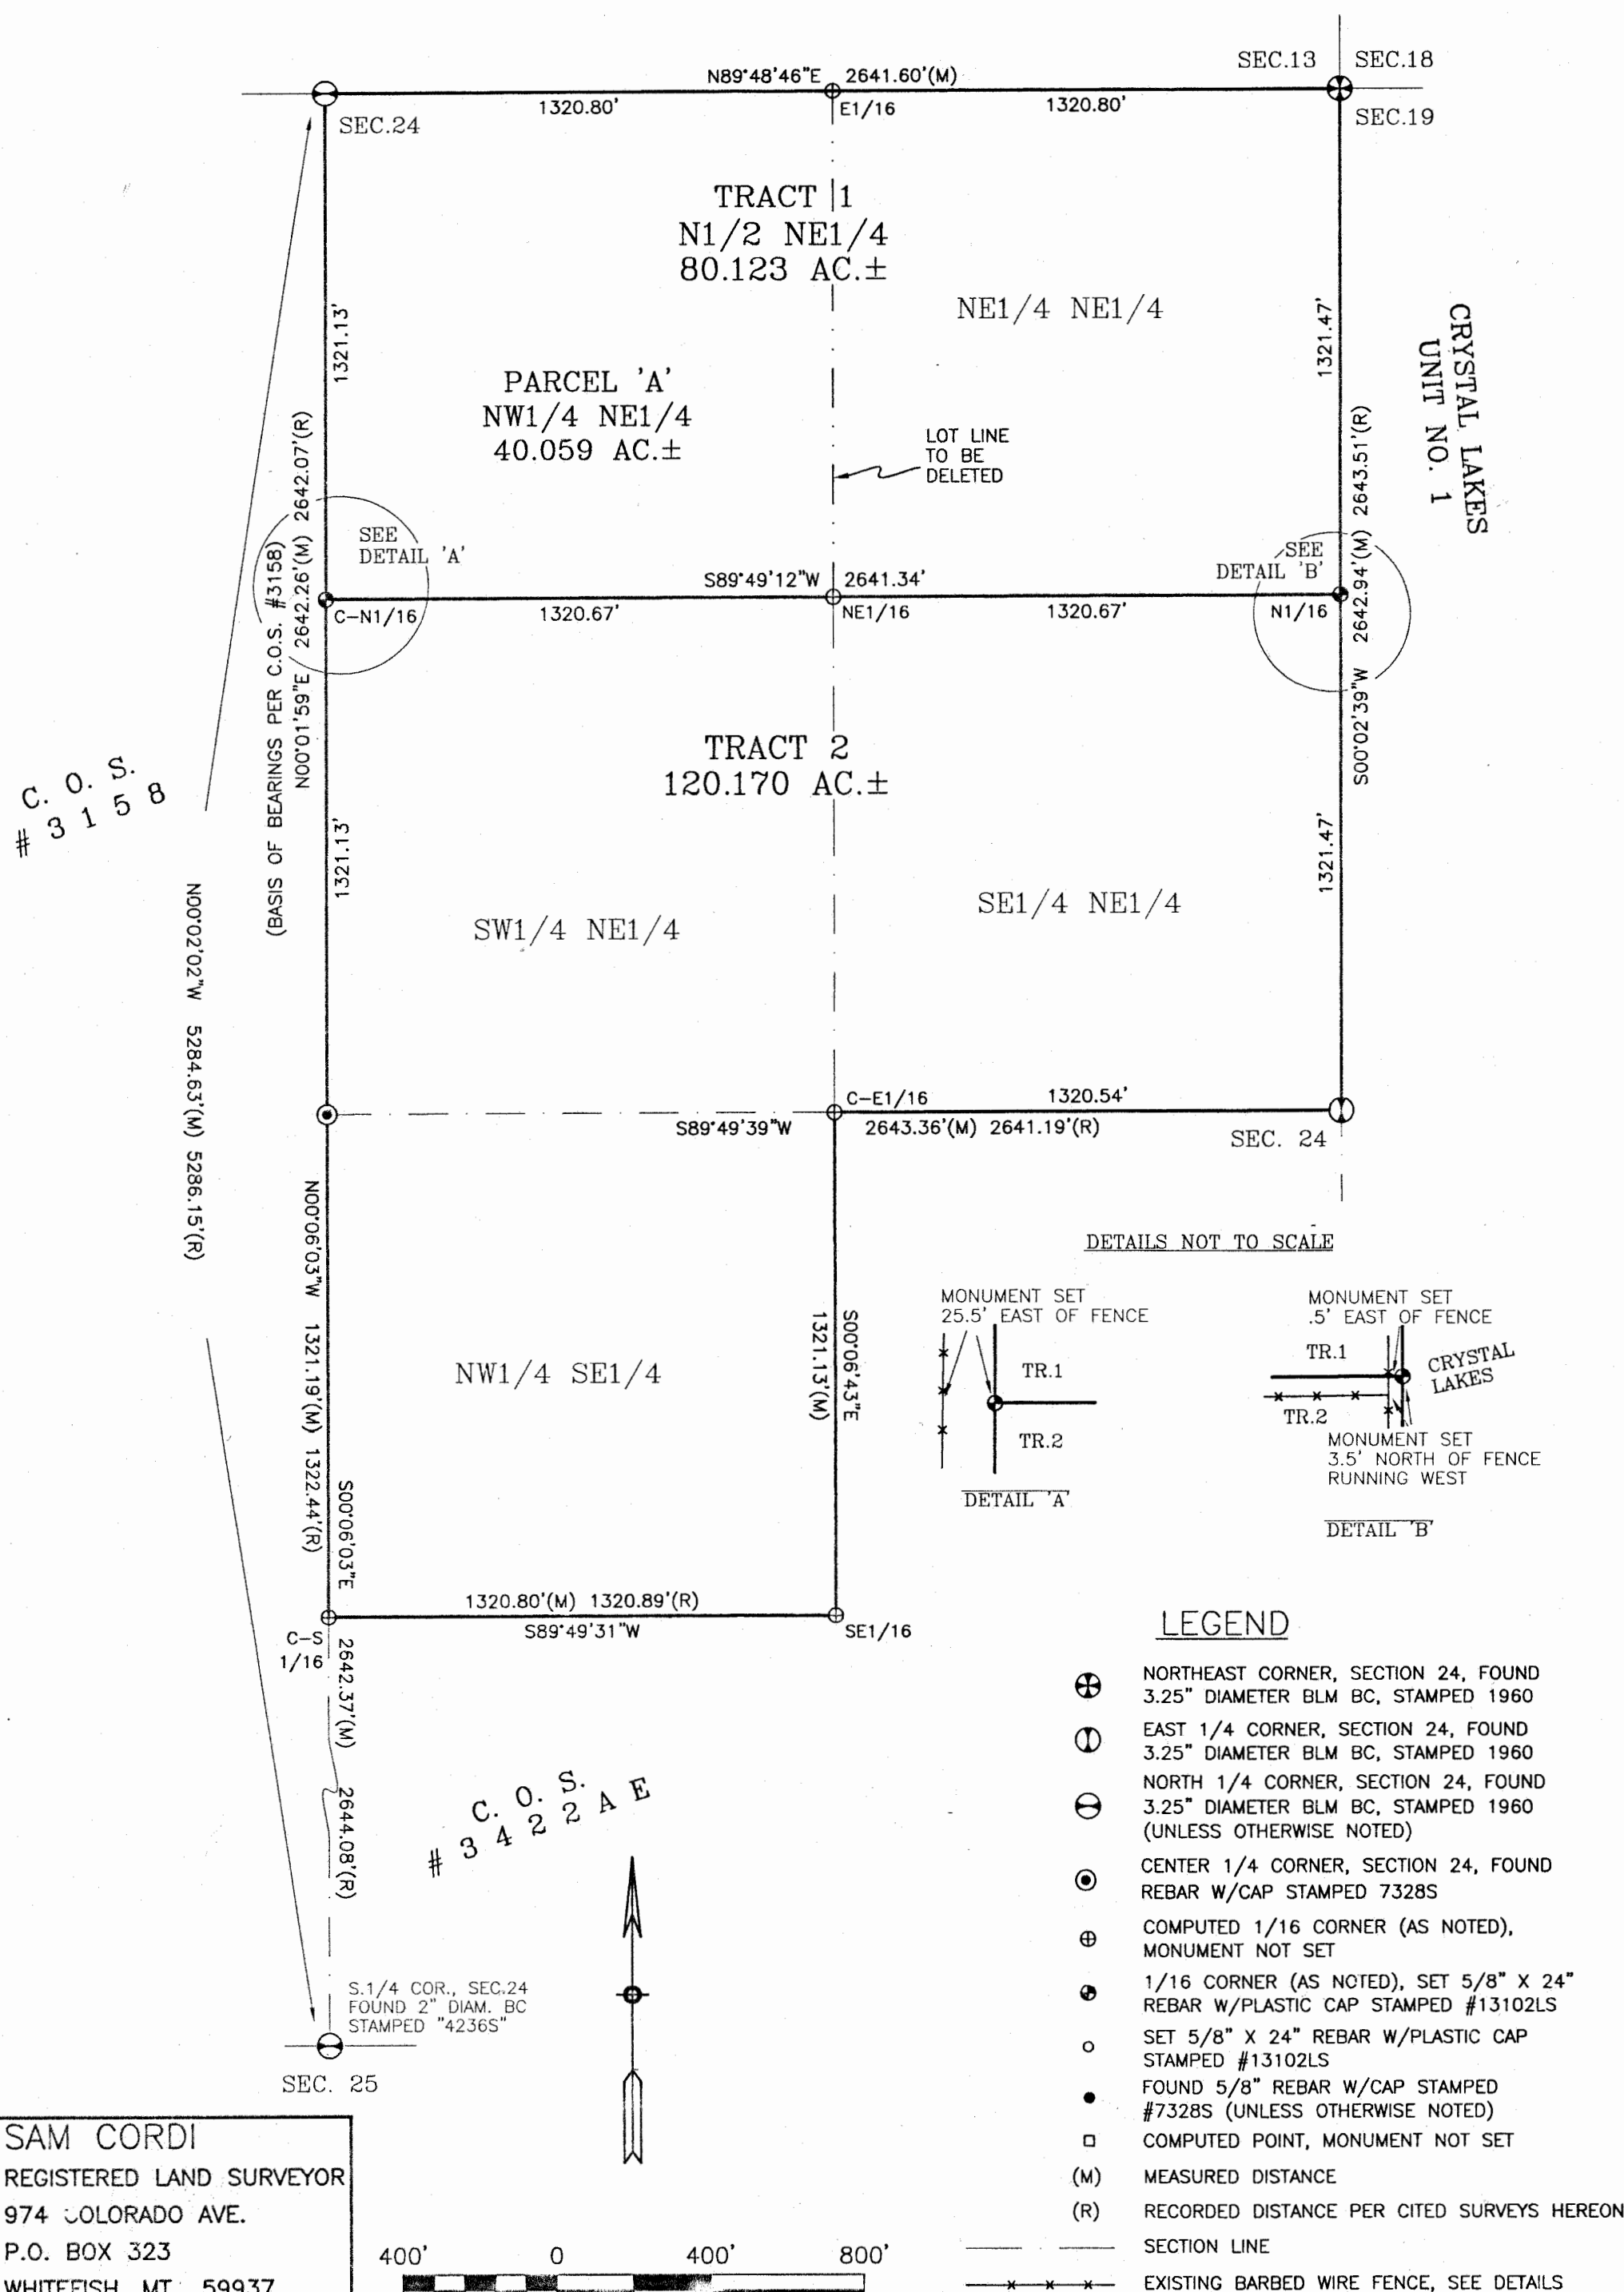 SEC.13 SEC.18
N89°48'46"E 2641.60'(M)
1320.80' E1/16 1320.80'
SEC.24
SEC.19
TRACT 1
N1/2 NE1/4
80.123 AC.±
NE1/4 NE1/4
1321.13'
1321.47'
CRYSTAL LAKES
UNIT NO. 1
PARCEL 'A'
NW1/4 NE1/4
40.059 AC.±
LOT LINE
TO BE
DELETED
(BASIS OF BEARINGS PER C.O.S. #3158)
N00°01'59"E 2642.26'(M) 2642.07'(R)
S00°02'39"W 2642.94'(M) 2643.51'(R)
SEE
DETAIL 'A'
SEE
DETAIL 'B'
S89°49'12"W 2641.34'
C-N1/16 1320.67' NE1/16 1320.67' N1/16
TRACT 2
120.170 AC.±
C. O. S.
# 3 1 5 8
1321.13'
1321.47'
SW1/4 NE1/4
SE1/4 NE1/4
N00°02'02"W 5284.63'(M) 5286.15'(R)
C-E1/16 1320.54'
S89°49'39"W 2643.36'(M) 2641.19'(R)
SEC. 24
N00°06'03"W 1321.19'(M) 1322.44'(R)
S00°06'43"E
1321.13'(M)
NW1/4 SE1/4
S00°06'03"E 2642.37'(M) 2644.08'(R)
1320.80'(M) 1320.89'(R)
S89°49'31"W
C-S
1/16
SE1/16
DETAILS NOT TO SCALE
MONUMENT SET
25.5' EAST OF FENCE
TR.1
TR.2
DETAIL 'A'
MONUMENT SET
.5' EAST OF FENCE
TR.1
CRYSTAL
LAKES
TR.2
MONUMENT SET
3.5' NORTH OF FENCE
RUNNING WEST
DETAIL 'B'
C. O. S.
# 3 4 2 2 A E
S.1/4 COR., SEC.24
FOUND 2" DIAM. BC
STAMPED "4236S"
SEC. 25
LEGEND
NORTHEAST CORNER, SECTION 24, FOUND
3.25" DIAMETER BLM BC, STAMPED 1960
EAST 1/4 CORNER, SECTION 24, FOUND
3.25" DIAMETER BLM BC, STAMPED 1960
NORTH 1/4 CORNER, SECTION 24, FOUND
3.25" DIAMETER BLM BC, STAMPED 1960
(UNLESS OTHERWISE NOTED)
CENTER 1/4 CORNER, SECTION 24, FOUND
REBAR W/CAP STAMPED 7328S
COMPUTED 1/16 CORNER (AS NOTED),
MONUMENT NOT SET
1/16 CORNER (AS NOTED), SET 5/8" X 24"
REBAR W/PLASTIC CAP STAMPED #13102LS
SET 5/8" X 24" REBAR W/PLASTIC CAP
STAMPED #13102LS
FOUND 5/8" REBAR W/CAP STAMPED
#7328S (UNLESS OTHERWISE NOTED)
COMPUTED POINT, MONUMENT NOT SET
(M) MEASURED DISTANCE
(R) RECORDED DISTANCE PER CITED SURVEYS HEREON
SECTION LINE
EXISTING BARBED WIRE FENCE, SEE DETAILS
SAM CORDI
REGISTERED LAND SURVEYOR
974 COLORADO AVE.
P.O. BOX 323
WHITEFISH, MT. 59937
400' 0 400' 800'